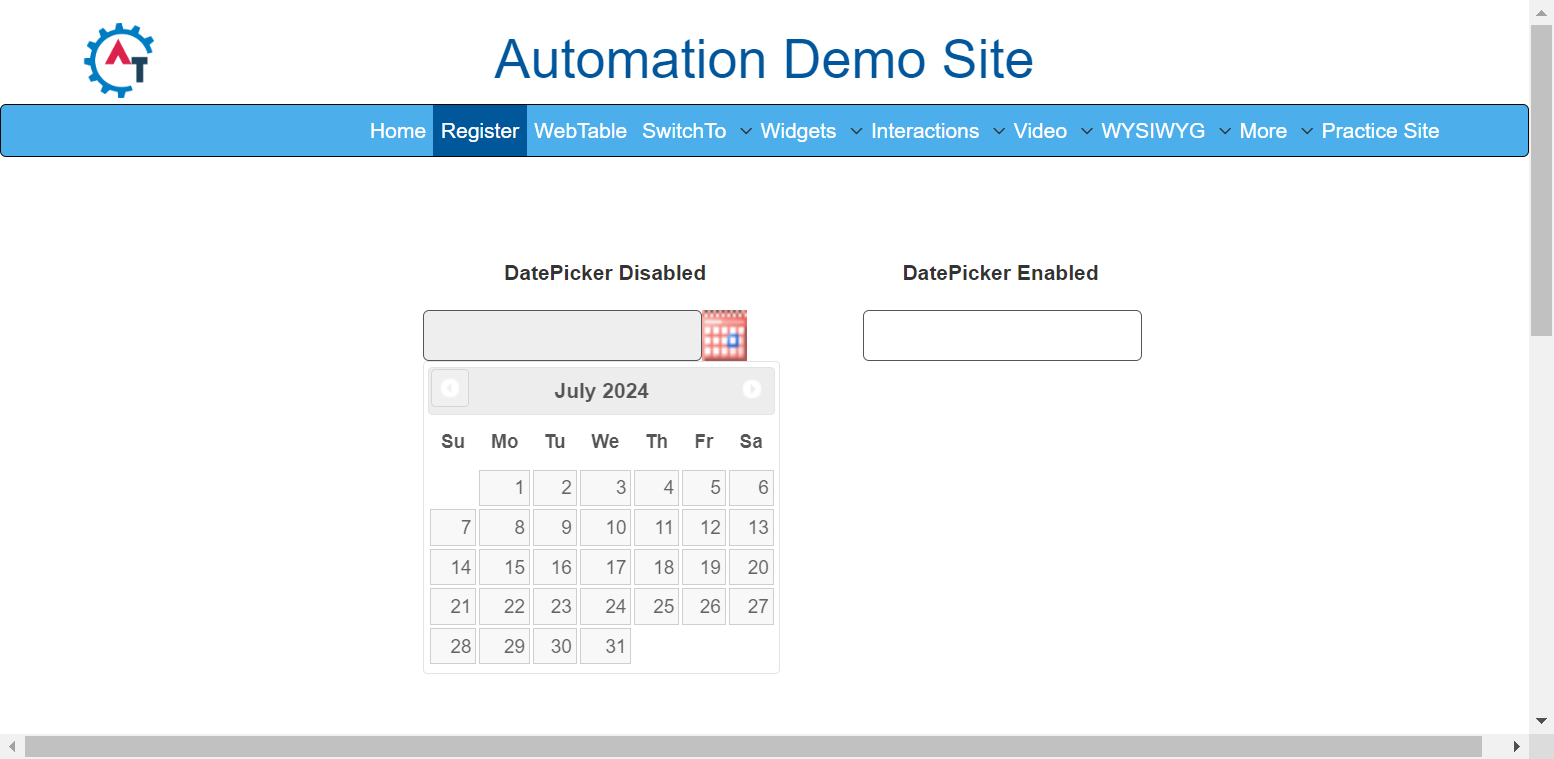 AT
Automation Demo Site
Home Register WebTable SwitchTo Widgets Interactions Video WYSIWYG More Practice Site
DatePicker Disabled DatePicker Enabled
July 2024
Su Mo Tu We Th Fr Sa
1 2 3 4 5 6
7 8 9 10 11 12 13
14 15 16 17 18 19 20
21 22 23 24 25 26 27
28 29 30 31